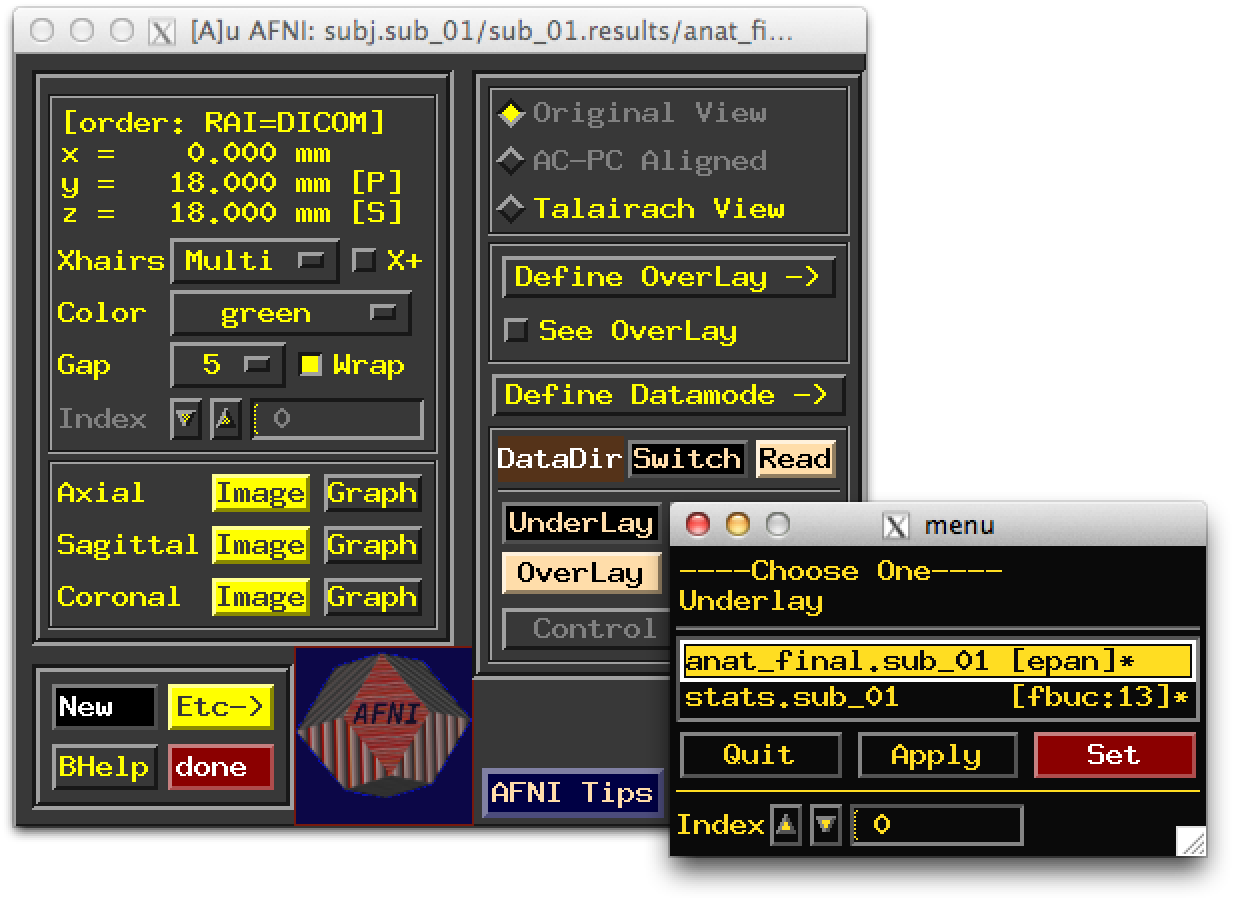 [A]u AFNI: subj.sub_01/sub_01.results/anat_fi...
[order: RAI=DICOM]
x = 0.000 mm
y = 18.000 mm [P]
z = 18.000 mm [S]
Xhairs Multi X+
Color green
Gap 5 Wrap
Index 0
Axial Image Graph
Sagittal Image Graph
Coronal Image Graph
New Etc->
BHelp done
AFNI
Original View
AC-PC Aligned
Talairach View
Define OverLay ->
See OverLay
Define Datamode ->
DataDir Switch Read
UnderLay
OverLay
Control
AFNI Tips
menu
----Choose One----
Underlay
anat_final.sub_01 [epan]*
stats.sub_01 [fbuc:13]*
Quit Apply Set
Index 0